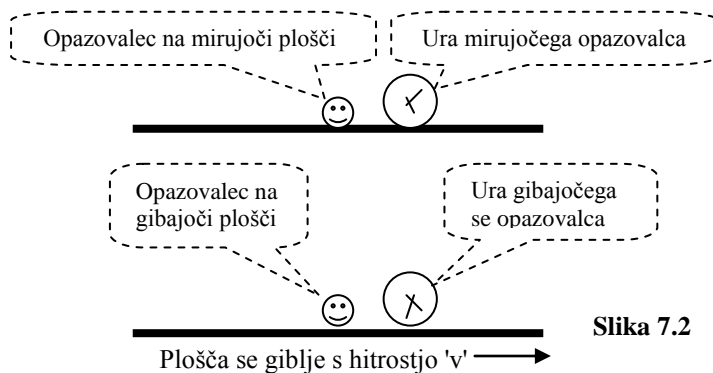 Opazovalec na mirujoči plošči
Ura mirujočega opazovalca
Opazovalec na
gibajoči plošči
Ura gibajočega
se opazovalca
Slika 7.2
Plošča se giblje s hitrostjo 'v'